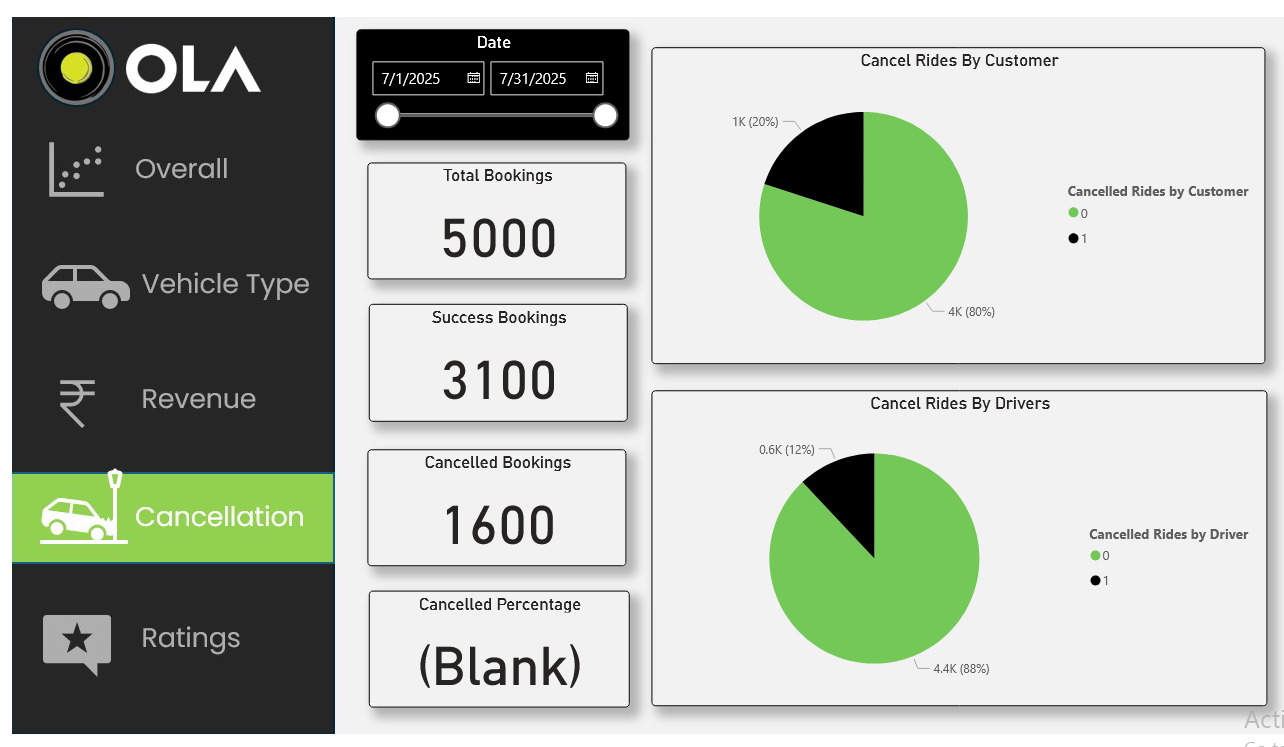 OLA
Overall
Vehicle Type
₹
Revenue
Cancellation
Ratings
Date
7/1/2025 7/31/2025
Total Bookings
5000
Success Bookings
3100
Cancelled Bookings
1600
Cancelled Percentage
(Blank)
Cancel Rides By Customer
1K (20%)
4K (80%)
Cancelled Rides by Customer
0
1
Cancel Rides By Drivers
0.6K (12%)
4.4K (88%)
Cancelled Rides by Driver
0
1